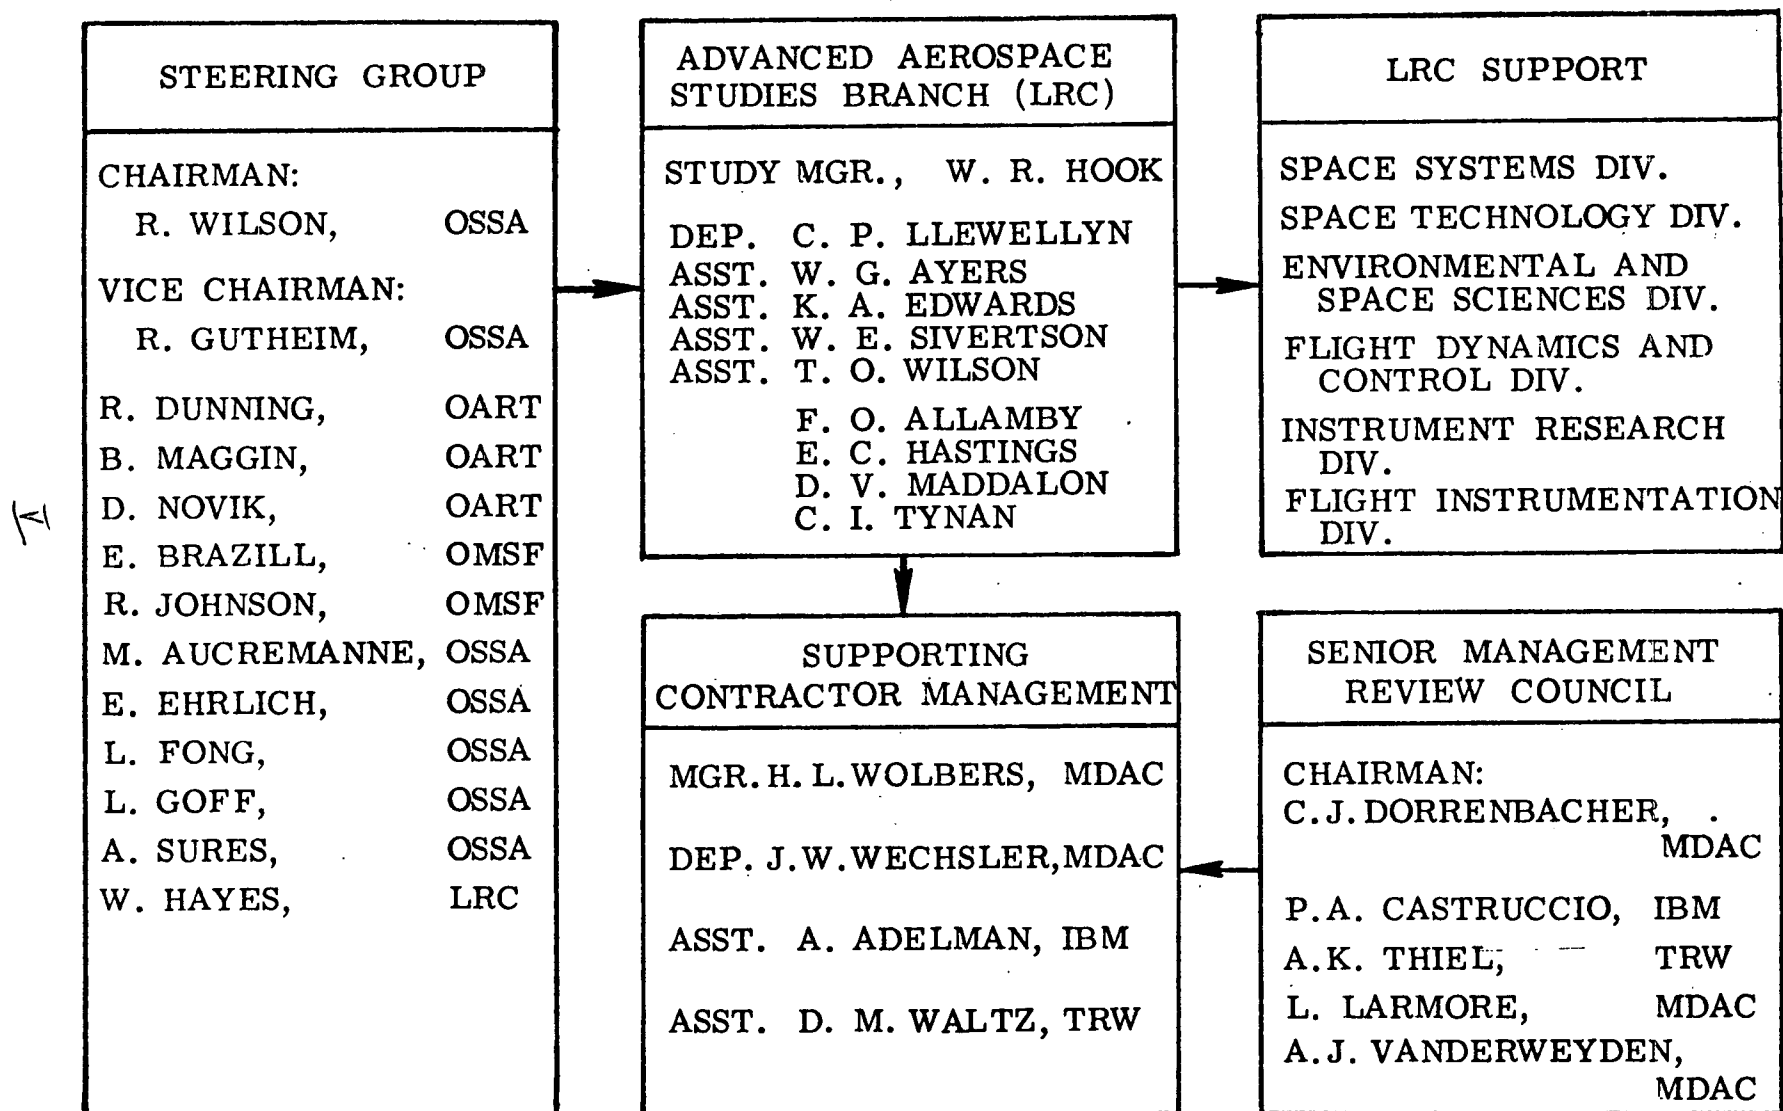 STEERING GROUP
CHAIRMAN:
R. WILSON, OSSA
VICE CHAIRMAN:
R. GUTHEIM, OSSA
R. DUNNING, OART
B. MAGGIN, OART
D. NOVIK, OART
E. BRAZILL, OMSF
R. JOHNSON, OMSF
M. AUCREMANNE, OSSA
E. EHRLICH, OSSA
L. FONG, OSSA
L. GOFF, OSSA
A. SURES, OSSA
W. HAYES, LRC
ADVANCED AEROSPACE
STUDIES BRANCH (LRC)
STUDY MGR., W. R. HOOK
DEP. C. P. LLEWELLYN
ASST. W. G. AYERS
ASST. K. A. EDWARDS
ASST. W. E. SIVERTSON
ASST. T. O. WILSON
F. O. ALLAMBY
E. C. HASTINGS
D. V. MADDALON
C. I. TYNAN
LRC SUPPORT
SPACE SYSTEMS DIV.
SPACE TECHNOLOGY DIV.
ENVIRONMENTAL AND
SPACE SCIENCES DIV.
FLIGHT DYNAMICS AND
CONTROL DIV.
INSTRUMENT RESEARCH
DIV.
FLIGHT INSTRUMENTATION
DIV.
SUPPORTING
CONTRACTOR MANAGEMENT
MGR. H. L. WOLBERS, MDAC
DEP. J.W. WECHSLER, MDAC
ASST. A. ADELMAN, IBM
ASST. D. M. WALTZ, TRW
SENIOR MANAGEMENT
REVIEW COUNCIL
CHAIRMAN:
C.J. DORRENBACHER,
MDAC
P.A. CASTRUCCIO, IBM
A.K. THIEL, TRW
L. LARMORE, MDAC
A.J. VANDERWEYDEN,
MDAC